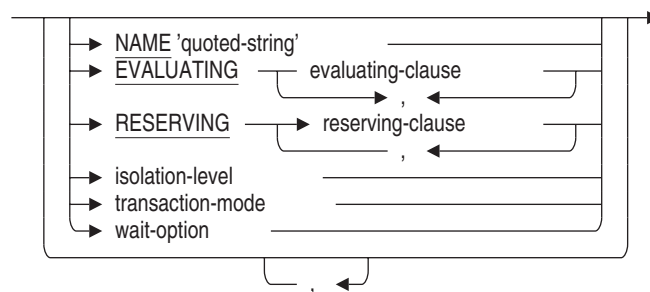 NAME 'quoted-string'
EVALUATING evaluating-clause
,
RESERVING reserving-clause
,
isolation-level
transaction-mode
wait-option
,